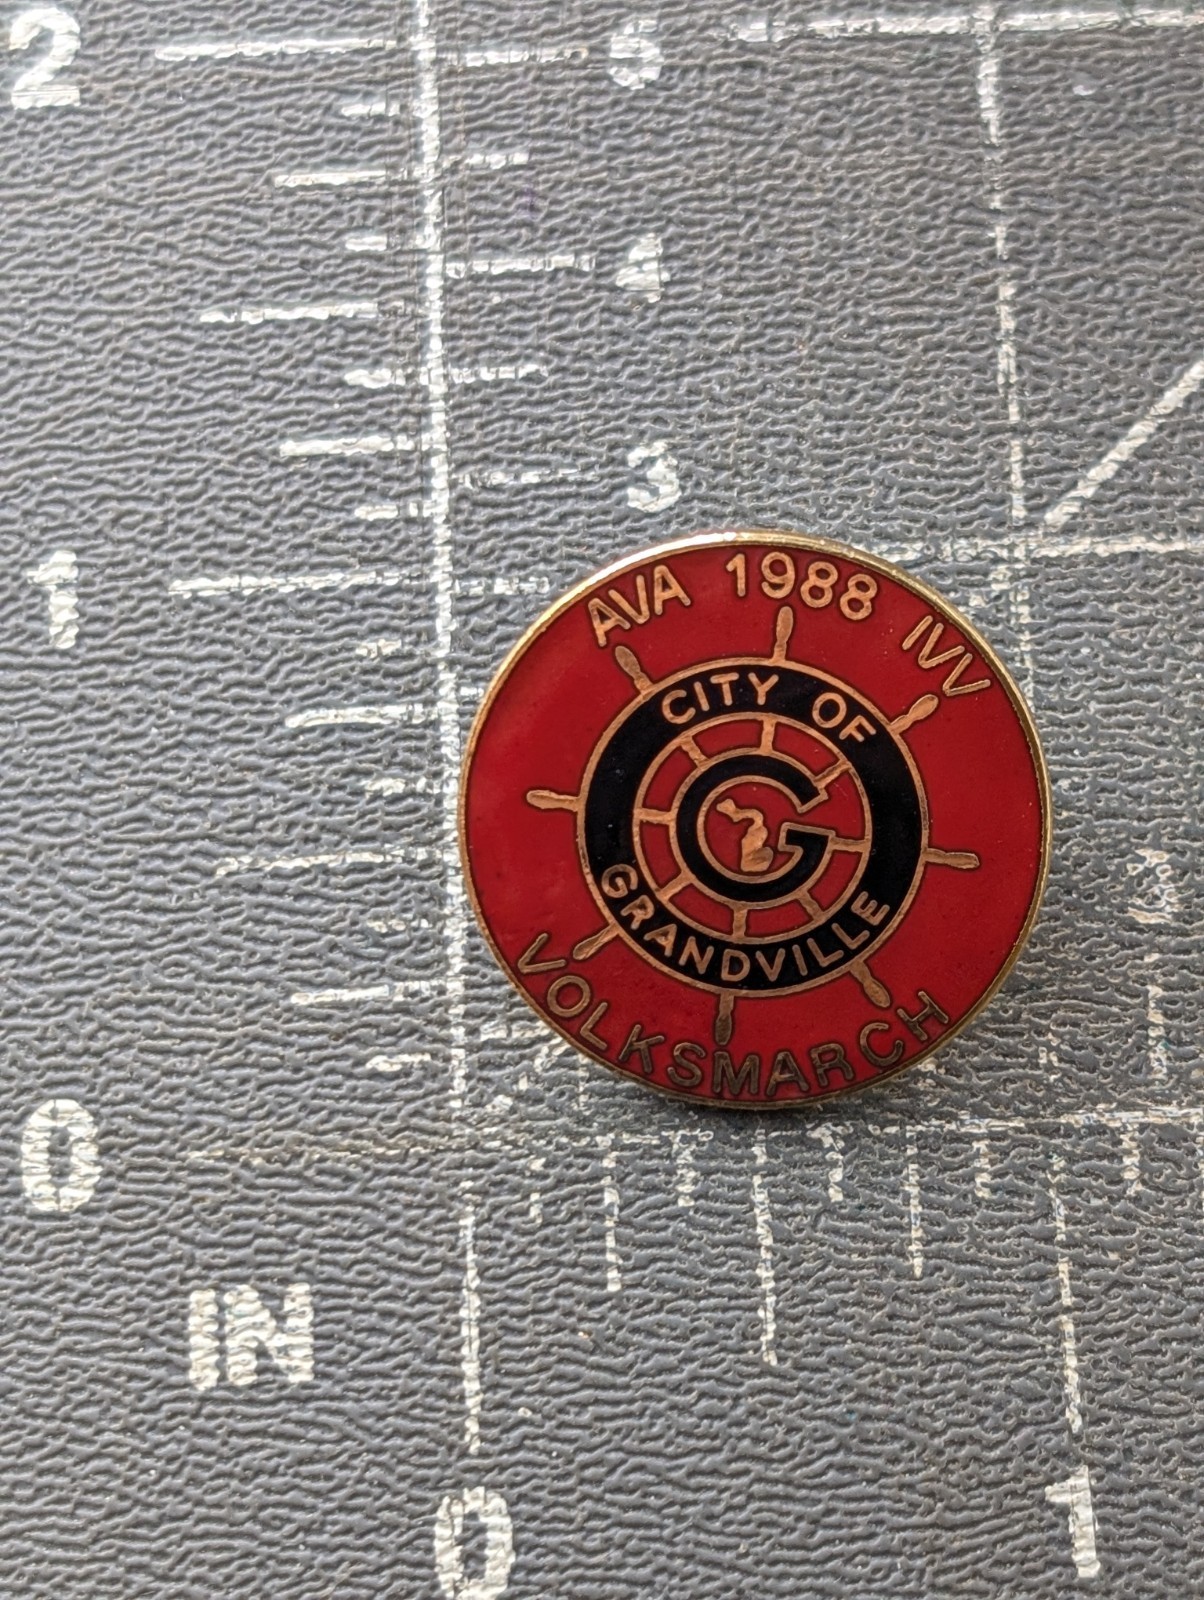 2
5
4
3
1
AVA 1988 IVV
CITY OF
G
GRANDVILLE
VOLKSMARCH
0
IN
0
1